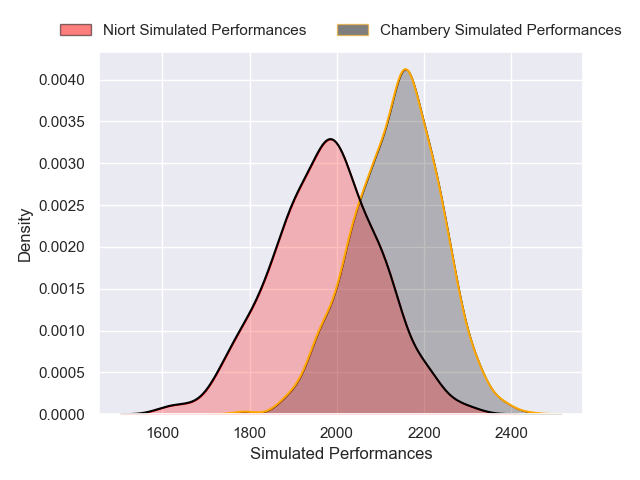 Niort Simulated Performances
Chambery Simulated Performances
0.0040
0.0035
0.0030
0.0025
0.0020
0.0015
0.0010
0.0005
0.0000
Density
1600 1800 2000 2200 2400
Simulated Performances